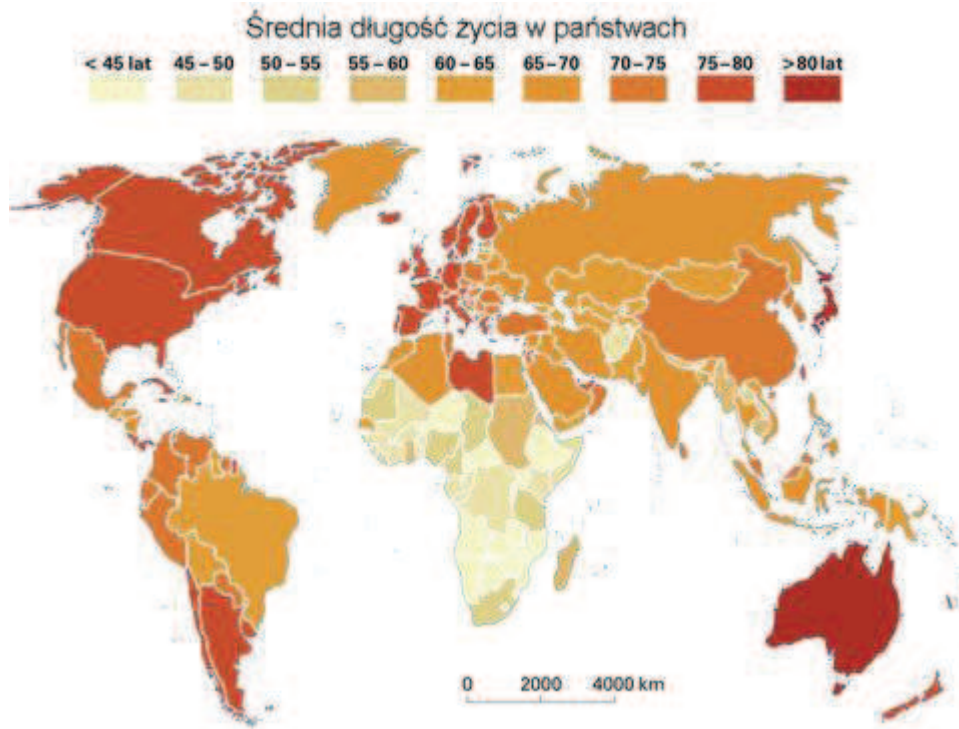 Średnia długość życia w państwach
< 45 lat 45 – 50 50 – 55 55 – 60 60 – 65 65 – 70 70 – 75 75 – 80 >80 lat
0 2000 4000 km